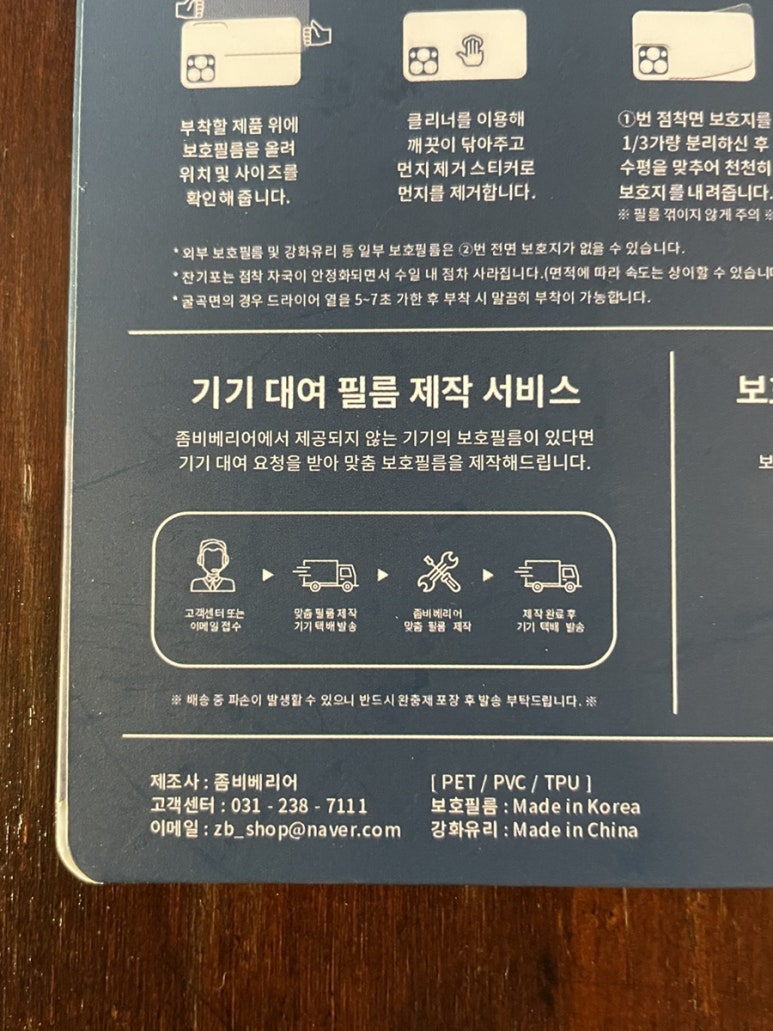 부착할 제품 위에
보호필름을 올려
위치 및 사이즈를
확인해 줍니다.
클리너를 이용해
깨끗이 닦아주고
먼지 제거 스티커로
먼지를 제거합니다.
①번 점착면 보호지를
1/3가량 분리하신 후
수평을 맞추어 천천히
보호지를 내려줍니다.
※ 필름 꺾이지 않게 주의 ※
* 외부 보호필름 및 강화유리 등 일부 보호필름은 ②번 전면 보호지가 없을 수 있습니다.
* 잔기포는 점착 자국이 안정화되면서 수일 내 점차 사라집니다.(면적에 따라 속도는 상이할 수 있습니
* 굴곡면의 경우 드라이어 열을 5~7초 가한 후 부착 시 말끔히 부착이 가능합니다.
기기 대여 필름 제작 서비스
좀비베리어에서 제공되지 않는 기기의 보호필름이 있다면
기기 대여 요청을 받아 맞춤 보호필름을 제작해드립니다.
고객센터 또는
이메일 접수
맞춤 필름 제작
기기 택배 발송
좀비베리어
맞춤 필름 제작
제작 완료 후
기기 택배 발송
※ 배송 중 파손이 발생할 수 있으니 반드시 완충제 포장 후 발송 부탁드립니다. ※
보
제조사 : 좀비베리어
고객센터 : 031 - 238 - 7111
이메일 : zb_shop@naver.com
[ PET / PVC / TPU ]
보호필름 : Made in Korea
강화유리 : Made in China